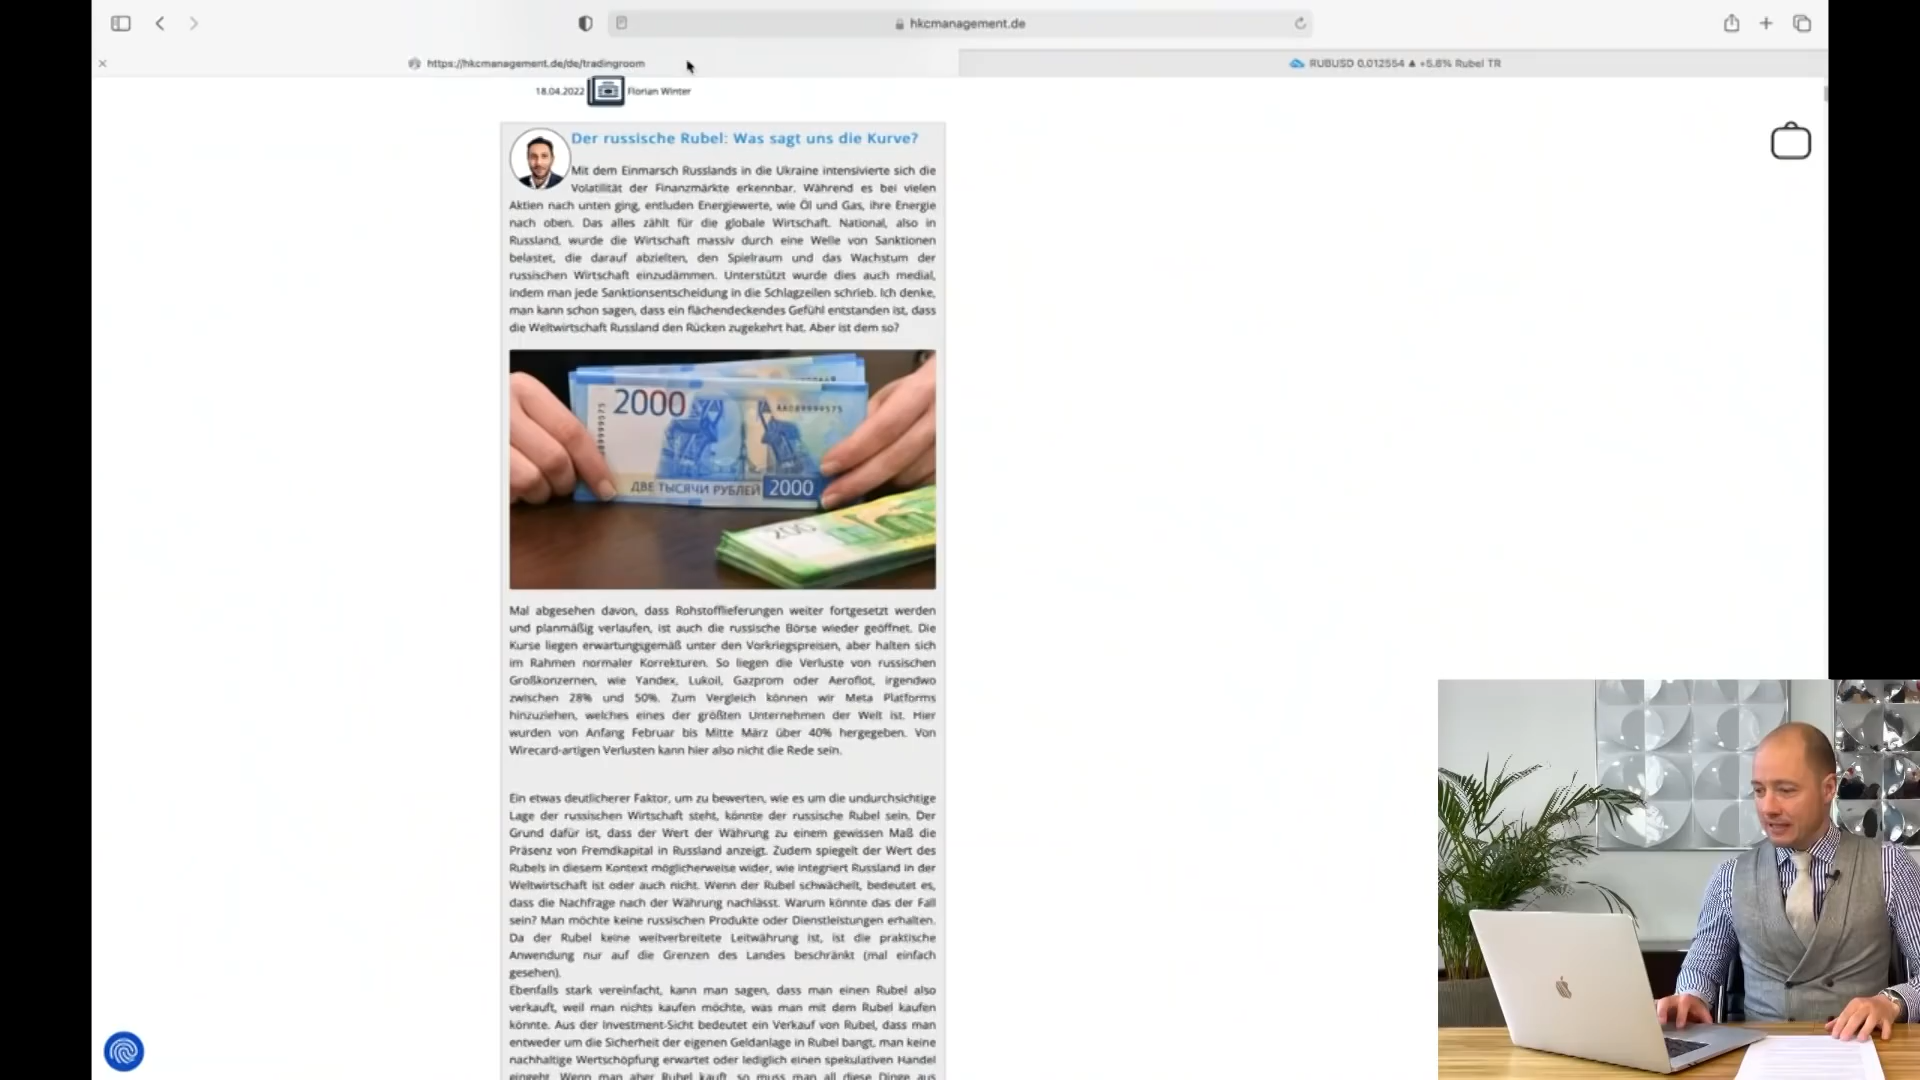 hkcmanagement.de
https://hkcmanagement.de/de/tradingroom
RUBUSD 0.012554 ▲ +5.8% Rubel TR
18.04.2022 Florian Winter
Der russische Rubel: Was sagt uns die Kurve?
Mit dem Einmarsch Russlands in die Ukraine intensivierte sich die
Volatilität der Finanzmärkte erkennbar. Während es bei vielen
Aktien nach unten ging, entluden Energiewerte, wie Öl und Gas, ihre Energie
nach oben. Das alles zählt für die globale Wirtschaft. National, also in
Russland, wurde die Wirtschaft massiv durch eine Welle von Sanktionen
belastet, die darauf abzielten, den Spielraum und das Wachstum der
russischen Wirtschaft einzudämmen. Unterstützt wurde dies auch medial,
indem man jede Sanktionsentscheidung in die Schlagzeilen schrieb. Ich denke,
man kann schon sagen, dass ein flächendeckendes Gefühl entstanden ist, dass
die Weltwirtschaft Russland den Rücken zugekehrt hat. Aber ist dem so?
2000
АА089999575
ДВЕ ТЫСЯЧИ РУБЛЕЙ 2000
200
Mal abgesehen davon, dass Rohstofflieferungen weiter fortgesetzt werden
und planmäßig verlaufen, ist auch die russische Börse wieder geöffnet. Die
Kurse liegen erwartungsgemäß unter den Vorkriegspreisen, aber halten sich
im Rahmen normaler Korrekturen. So liegen die Verluste von russischen
Großkonzernen, wie Yandex, Lukoil, Gazprom oder Aeroflot, irgendwo
zwischen 28% und 50%. Zum Vergleich können wir Meta Platforms
hinzuziehen, welches eines der größten Unternehmen der Welt ist. Hier
wurden von Anfang Februar bis Mitte März über 40% hergegeben. Von
Wirecard-artigen Verlusten kann hier also nicht die Rede sein.
Ein etwas deutlicherer Faktor, um zu bewerten, wie es um die undurchsichtige
Lage der russischen Wirtschaft steht, könnte der russische Rubel sein. Der
Grund dafür ist, dass der Wert der Währung zu einem gewissen Maß die
Präsenz von Fremdkapital in Russland anzeigt. Zudem spiegelt der Wert des
Rubels in diesem Kontext möglicherweise wider, wie integriert Russland in der
Weltwirtschaft ist oder auch nicht. Wenn der Rubel schwächelt, bedeutet es,
dass die Nachfrage nach der Währung nachlässt. Warum könnte das der Fall
sein? Man möchte keine russischen Produkte oder Dienstleistungen erhalten.
Da der Rubel keine weitverbreitete Leitwährung ist, ist die praktische
Anwendung nur auf die Grenzen des Landes beschränkt (mal einfach
gesehen).
Ebenfalls stark vereinfacht, kann man sagen, dass man einen Rubel also
verkauft, weil man nichts kaufen möchte, was man mit dem Rubel kaufen
könnte. Aus der Investment-Sicht bedeutet ein Verkauf von Rubel, dass man
entweder um die Sicherheit der eigenen Geldanlage in Rubel bangt, man keine
nachhaltige Wertschöpfung erwartet oder lediglich einen spekulativen Handel
eingeht. Wenn man aber Rubel kauft, so muss man all diese Dinge aus